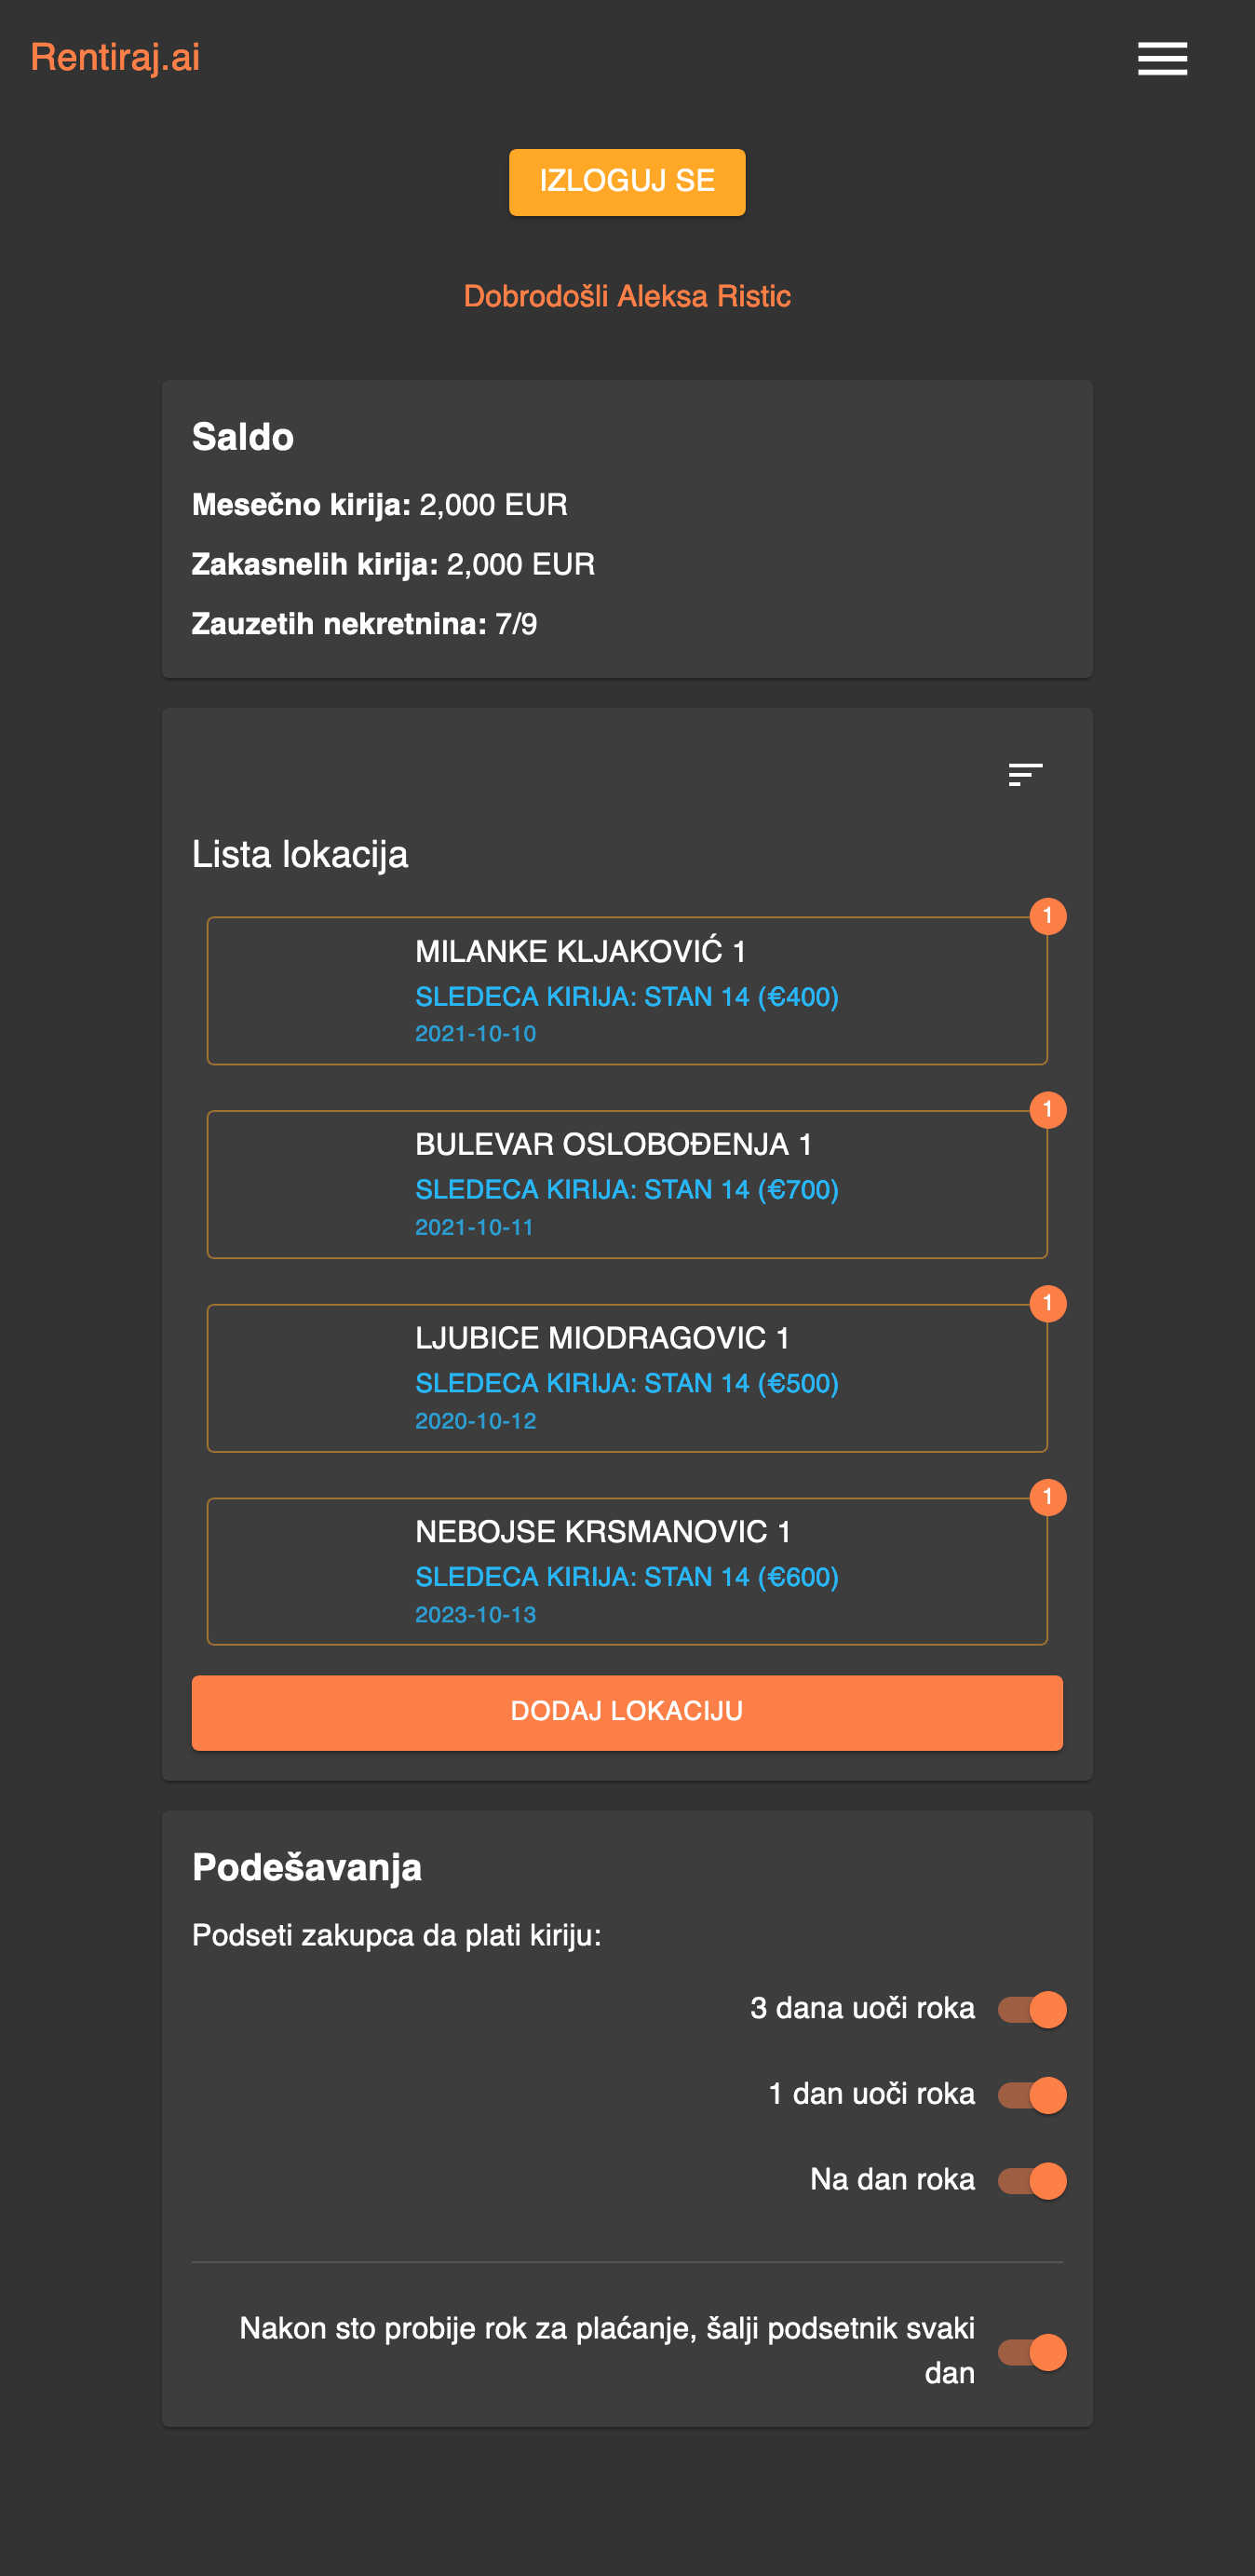 Rentiraj.ai
IZLOGUJ SE
Dobrodošli Aleksa Ristic
Saldo
Mesečno kirija: 2,000 EUR
Zakasnelih kirija: 2,000 EUR
Zauzetih nekretnina: 7/9
Lista lokacija
1
MILANKE KLJAKOVIĆ 1
SLEDECA KIRIJA: STAN 14 (€400)
2021-10-10
1
BULEVAR OSLOBOĐENJA 1
SLEDECA KIRIJA: STAN 14 (€700)
2021-10-11
1
LJUBICE MIODRAGOVIC 1
SLEDECA KIRIJA: STAN 14 (€500)
2020-10-12
1
NEBOJSE KRSMANOVIC 1
SLEDECA KIRIJA: STAN 14 (€600)
2023-10-13
DODAJ LOKACIJU
Podešavanja
Podseti zakupca da plati kiriju:
3 dana uoči roka
1 dan uoči roka
Na dan roka
Nakon sto probije rok za plaćanje, šalji podsetnik svaki
dan